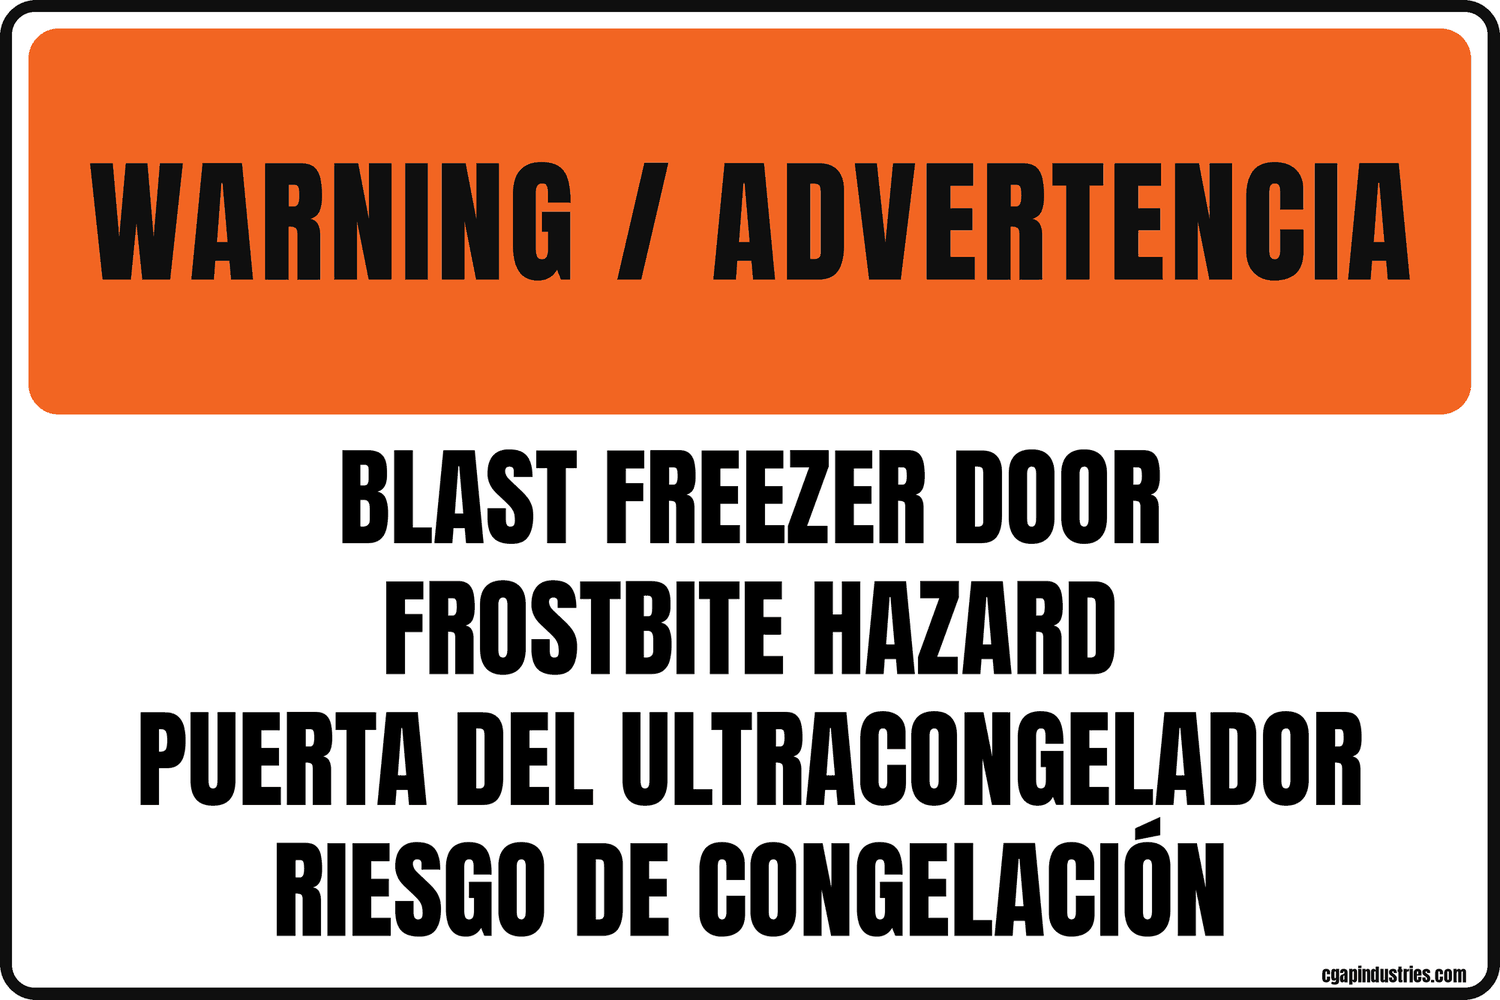 WARNING / ADVERTENCIA
BLAST FREEZER DOOR
FROSTBITE HAZARD
PUERTA DEL ULTRACONGELADOR
RIESGO DE CONGELACIÓN
cgapindustries.com